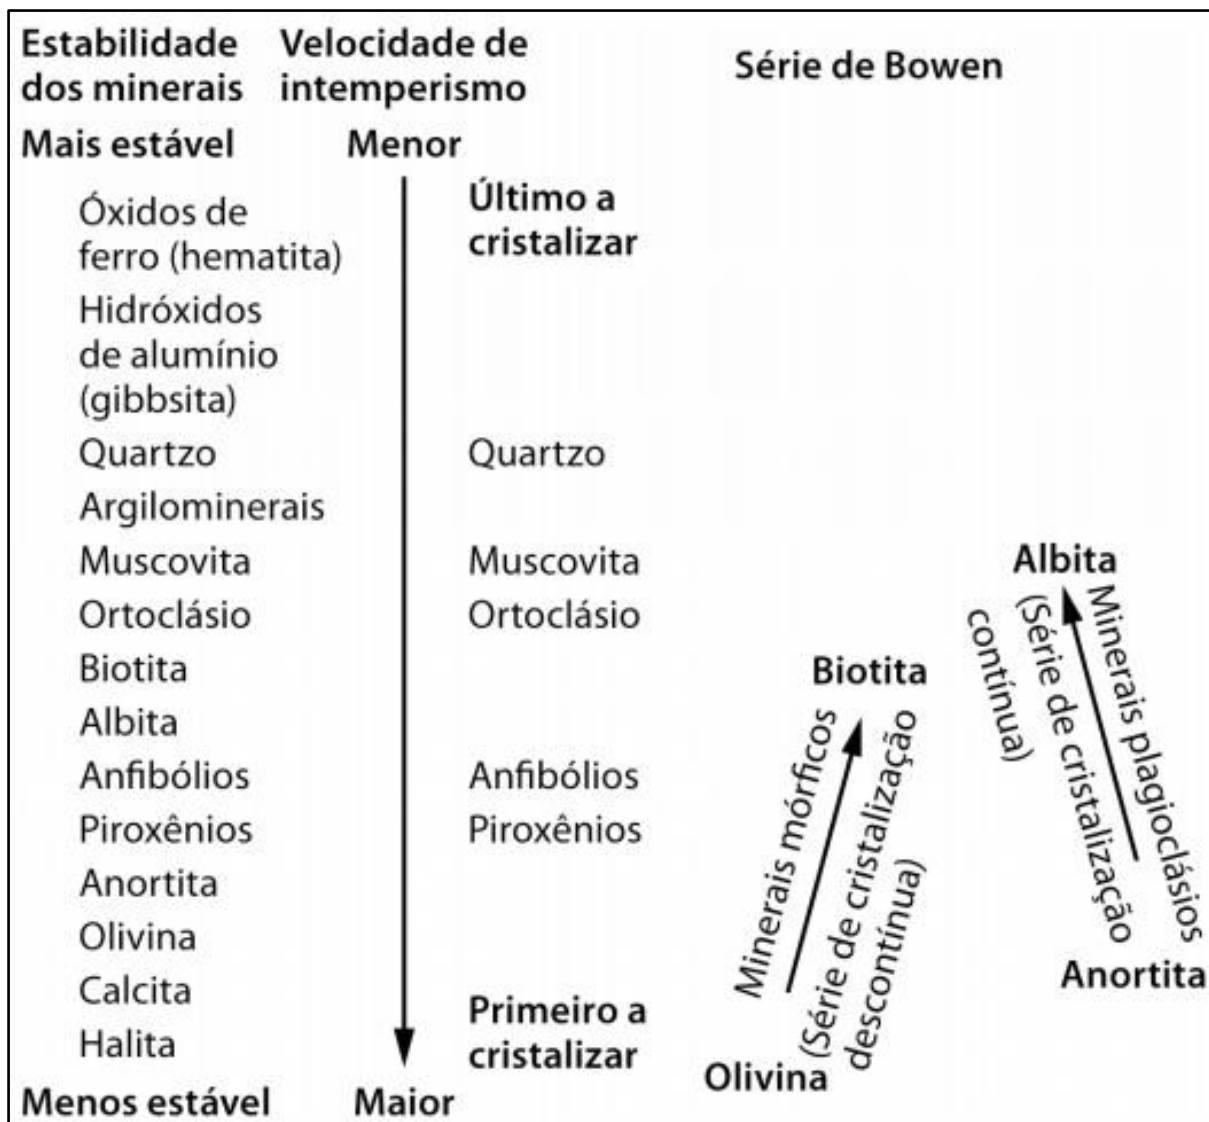 Estabilidade
dos minerais
Velocidade de
intemperismo
Série de Bowen
Mais estável
Menor
Óxidos de
ferro (hematita)
Último a
cristalizar
Hidróxidos
de alumínio
(gibbsita)
Quartzo
Quartzo
Argilominerais
Muscovita
Muscovita
Ortoclásio
Ortoclásio
Biotita
Albita
Anfibólios
Anfibólios
Piroxênios
Piroxênios
Anortita
Olivina
Calcita
Halita
Primeiro a
cristalizar
Menos estável
Maior
Biotita
Minerais mórficos
(Série de cristalização
descontínua)
Olivina
Albita
Minerais plagioclásios
(Série de cristalização
contínua)
Anortita